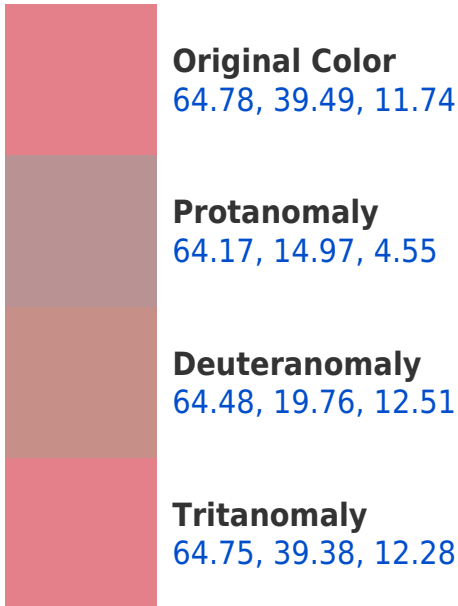 Original Color
64.78, 39.49, 11.74
Protanomaly
64.17, 14.97, 4.55
Deuteranomaly
64.48, 19.76, 12.51
Tritanomaly
64.75, 39.38, 12.28